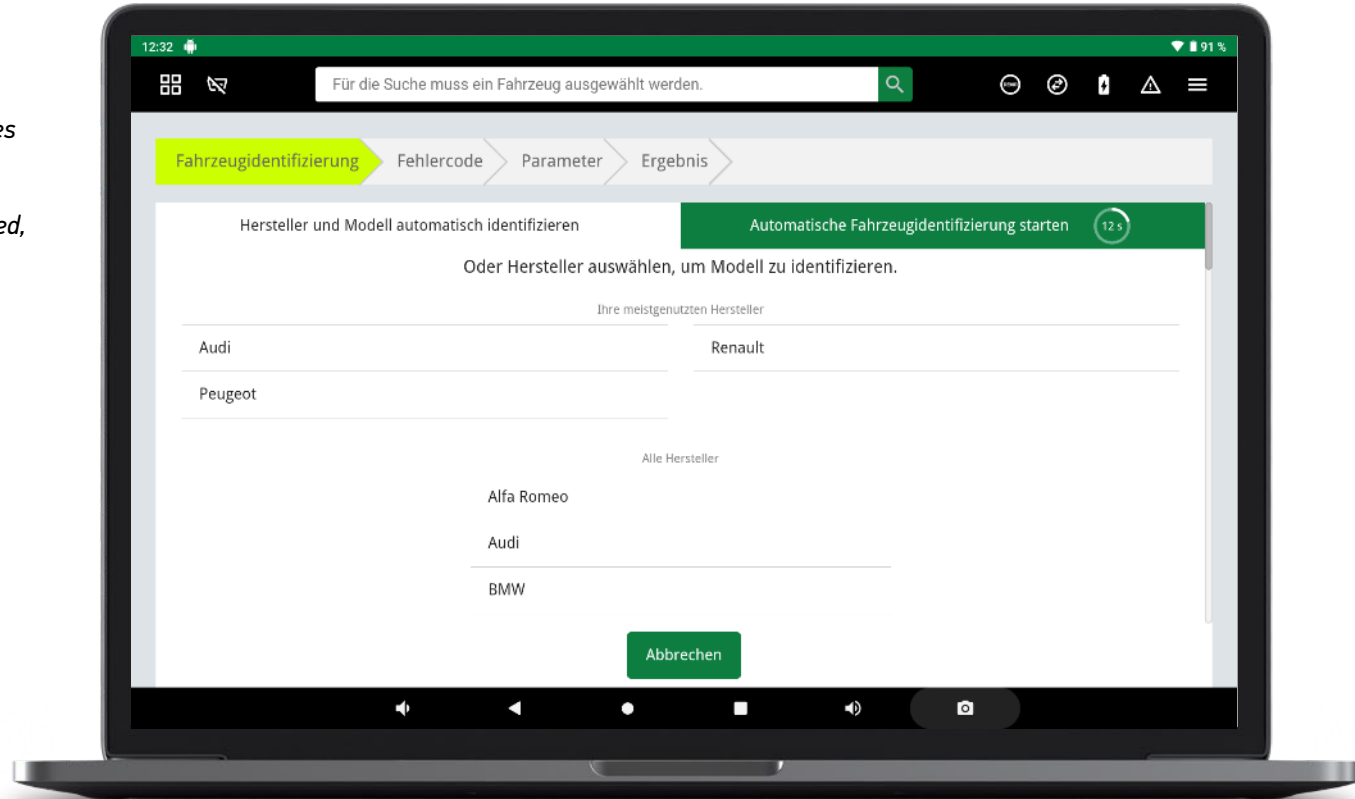 es
ed,
12:32
91 %
Für die Suche muss ein Fahrzeug ausgewählt werden.
Fahrzeugidentifizierung Fehlercode Parameter Ergebnis
Hersteller und Modell automatisch identifizieren
Automatische Fahrzeugidentifizierung starten 12 s
Oder Hersteller auswählen, um Modell zu identifizieren.
Ihre meistgenutzten Hersteller
Audi
Renault
Peugeot
Alle Hersteller
Alfa Romeo
Audi
BMW
Abbrechen